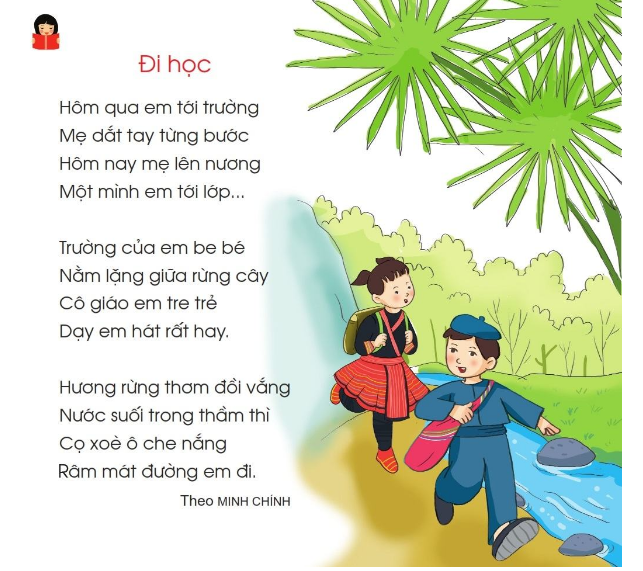 Đi học
Hôm qua em tới trường
Mẹ dắt tay từng bước
Hôm nay mẹ lên nương
Một mình em tới lớp...
Trường của em be bé
Nằm lặng giữa rừng cây
Cô giáo em tre trẻ
Dạy em hát rất hay.
Hương rừng thơm đồi vắng
Nước suối trong thầm thì
Cọ xoè ô che nắng
Râm mát đường em đi.
Theo MINH CHÍNH